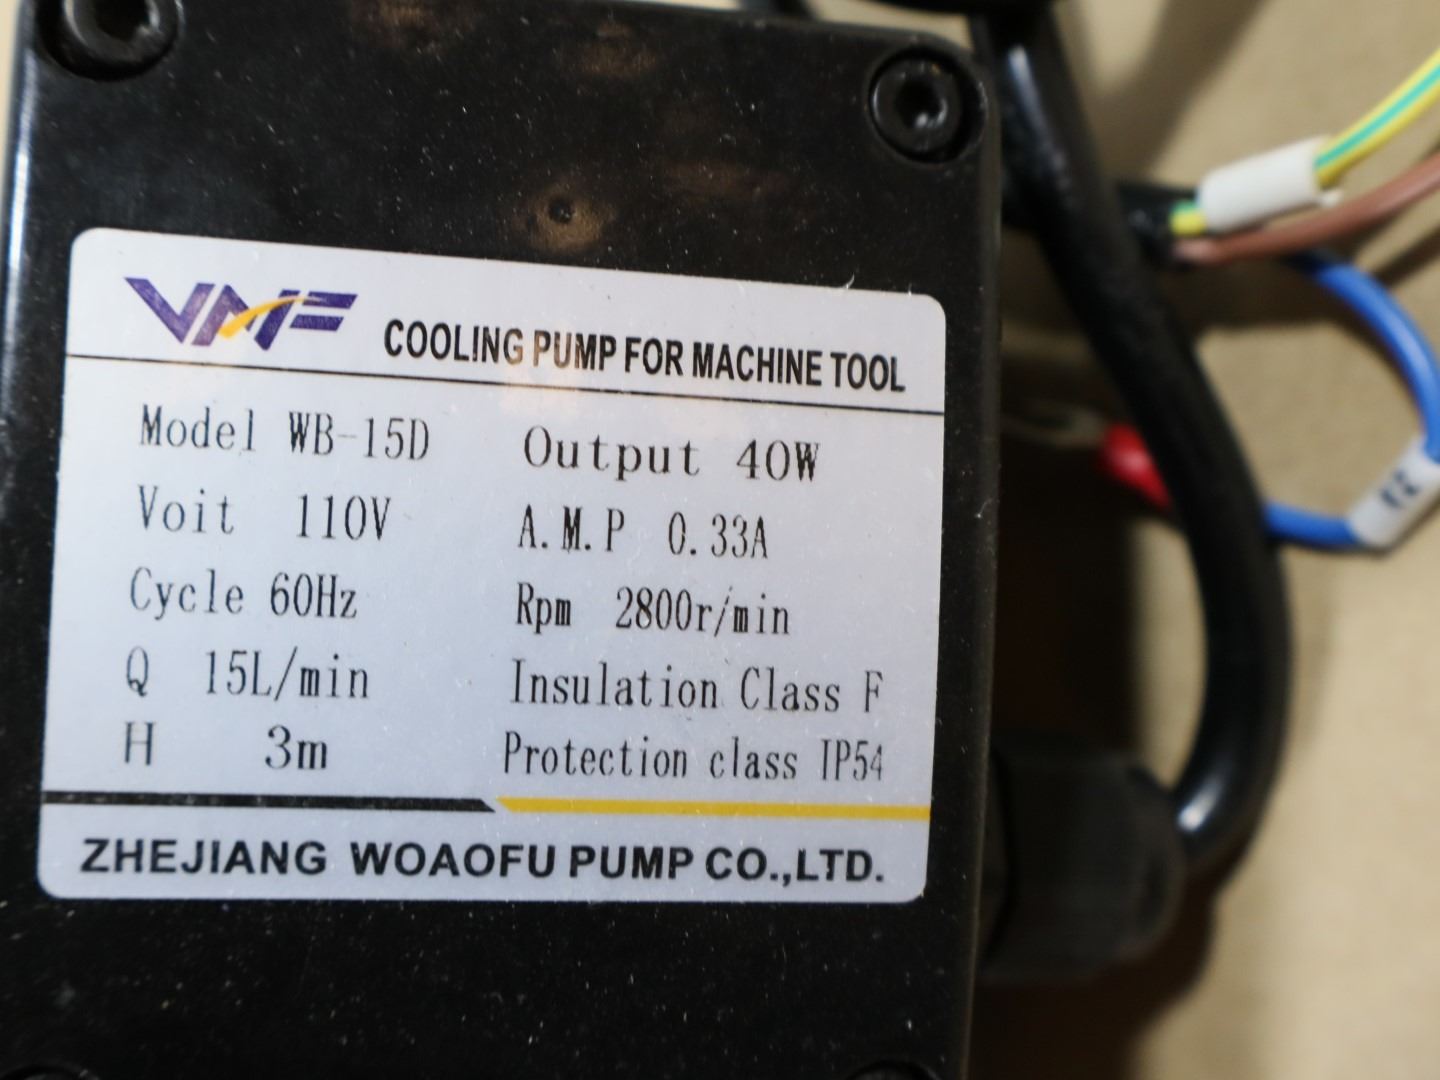 VMF COOLING PUMP FOR MACHINE TOOL
Model WB-15D Output 40W
Voit 110V A.M.P 0.33A
Cycle 60Hz Rpm 2800r/min
Q 15L/min Insulation Class F
H 3m Protection class IP54
ZHEJIANG WOAOFU PUMP CO.,LTD.